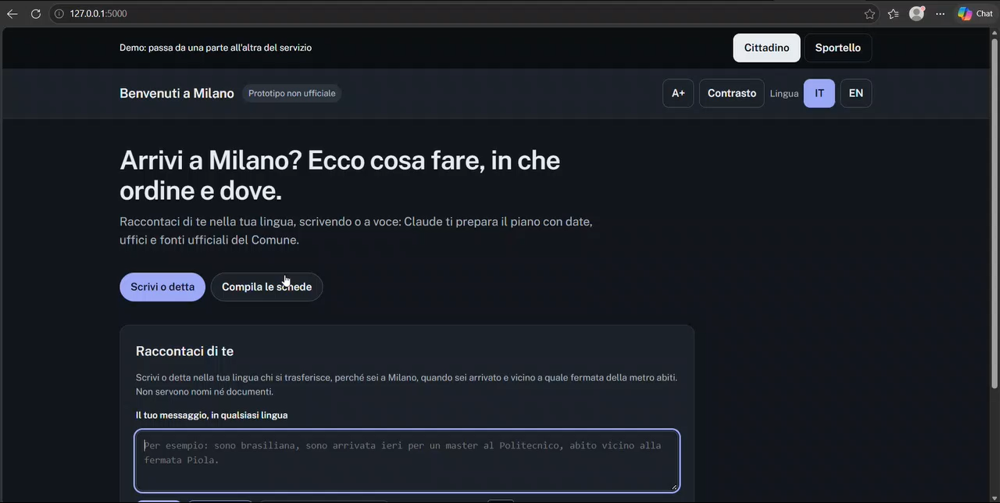 127.0.0.1:5000
Chat
Demo: passa da una parte all'altra del servizio
Cittadino
Sportello
Benvenuti a Milano
Prototipo non ufficiale
A+
Contrasto
Lingua
IT
EN
Arrivi a Milano? Ecco cosa fare, in che
ordine e dove.
Raccontaci di te nella tua lingua, scrivendo o a voce: Claude ti prepara il piano con date,
uffici e fonti ufficiali del Comune.
Scrivi o detta
Compila le schede
Raccontaci di te
Scrivi o detta nella tua lingua chi si trasferisce, perché sei a Milano, quando sei arrivato e vicino a quale fermata della metro abiti.
Non servono nomi né documenti.
Il tuo messaggio, in qualsiasi lingua
Per esempio: sono brasiliana, sono arrivata ieri per un master al Politecnico, abito vicino alla
fermata Piola.